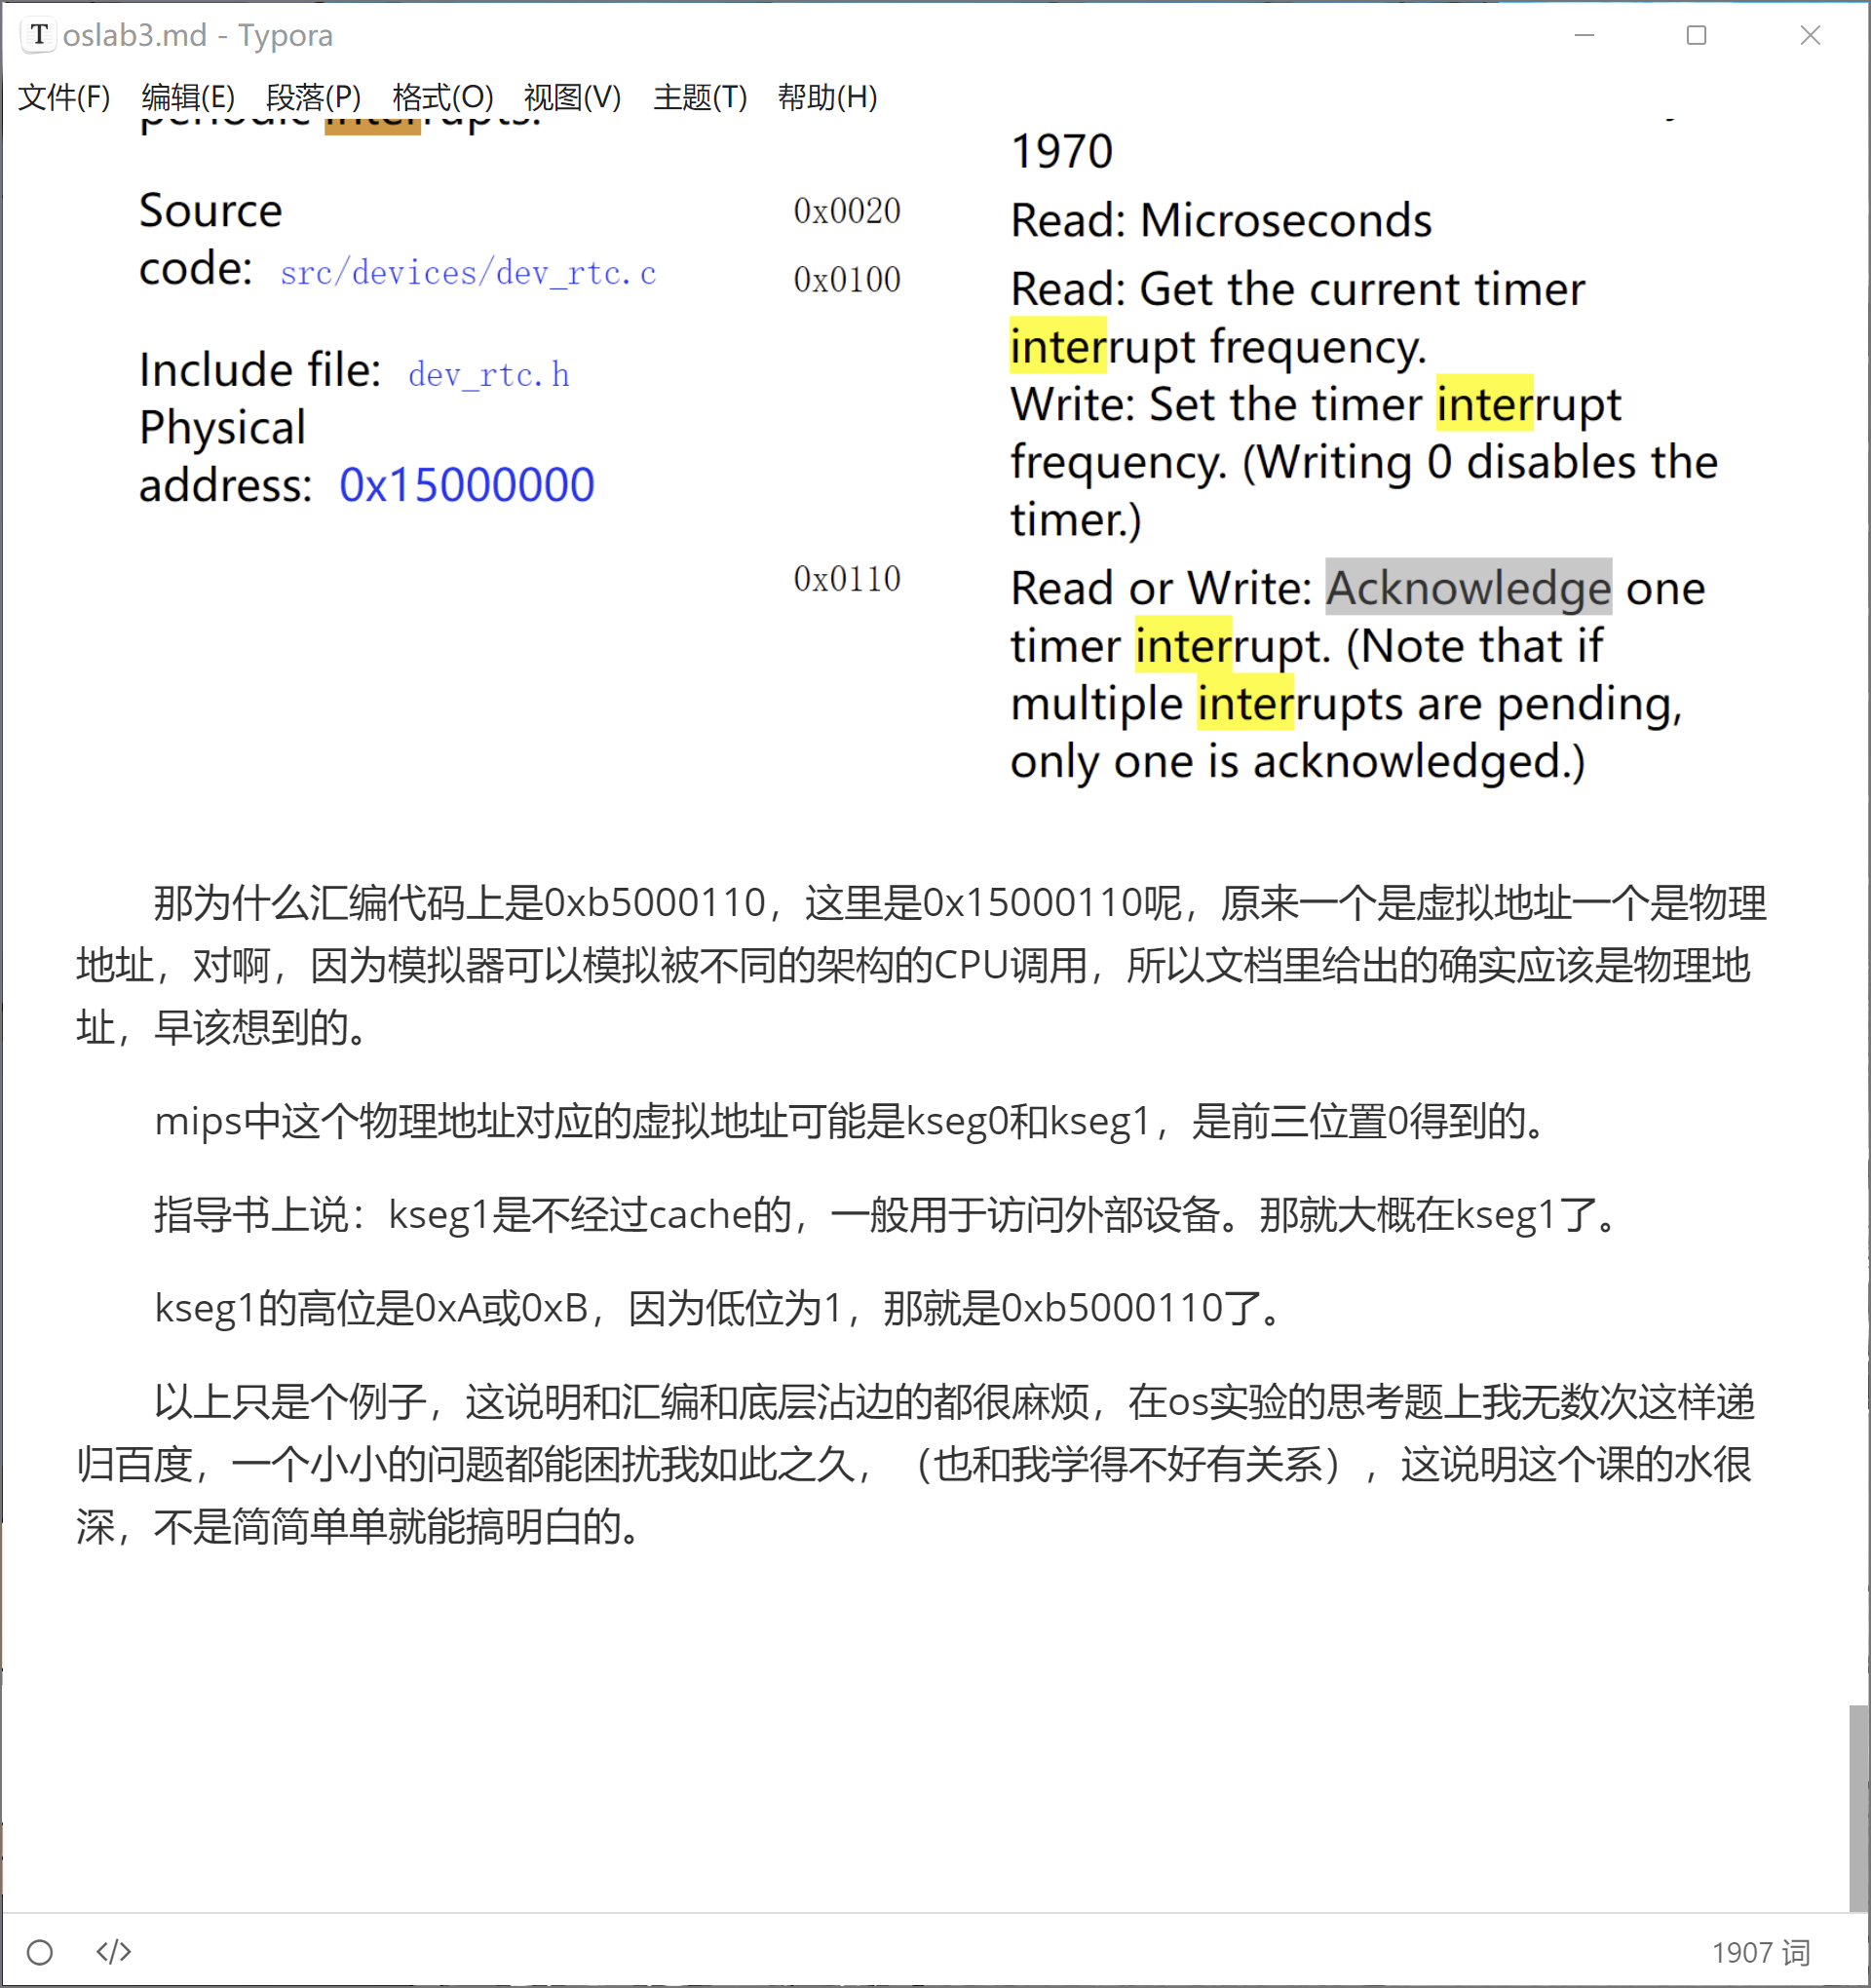 oslab3.md - Typora
文件(F) 编辑(E) 段落(P) 格式(O) 视图(V) 主题(T) 帮助(H)
periodic interrupts.
Source
code: src/devices/dev_rtc.c
Include file: dev_rtc.h
Physical
address: 0x15000000
1970
0x0020 Read: Microseconds
0x0100 Read: Get the current timer
interrupt frequency.
Write: Set the timer interrupt
frequency. (Writing 0 disables the
timer.)
0x0110 Read or Write: Acknowledge one
timer interrupt. (Note that if
multiple interrupts are pending,
only one is acknowledged.)
那为什么汇编代码上是0xb5000110，这里是0x15000110呢，原来一个是虚拟地址一个是物理
地址，对啊，因为模拟器可以模拟被不同的架构的CPU调用，所以文档里给出的确实应该是物理地
址，早该想到的。
mips中这个物理地址对应的虚拟地址可能是kseg0和kseg1，是前三位置0得到的。
指导书上说：kseg1是不经过cache的，一般用于访问外部设备。那就大概在kseg1了。
kseg1的高位是0xA或0xB，因为低位为1，那就是0xb5000110了。
以上只是个例子，这说明和汇编和底层沾边的都很麻烦，在os实验的思考题上我无数次这样递
归百度，一个小小的问题都能困扰我如此之久，（也和我学得不好有关系），这说明这个课的水很
深，不是简简单单就能搞明白的。
1907 词